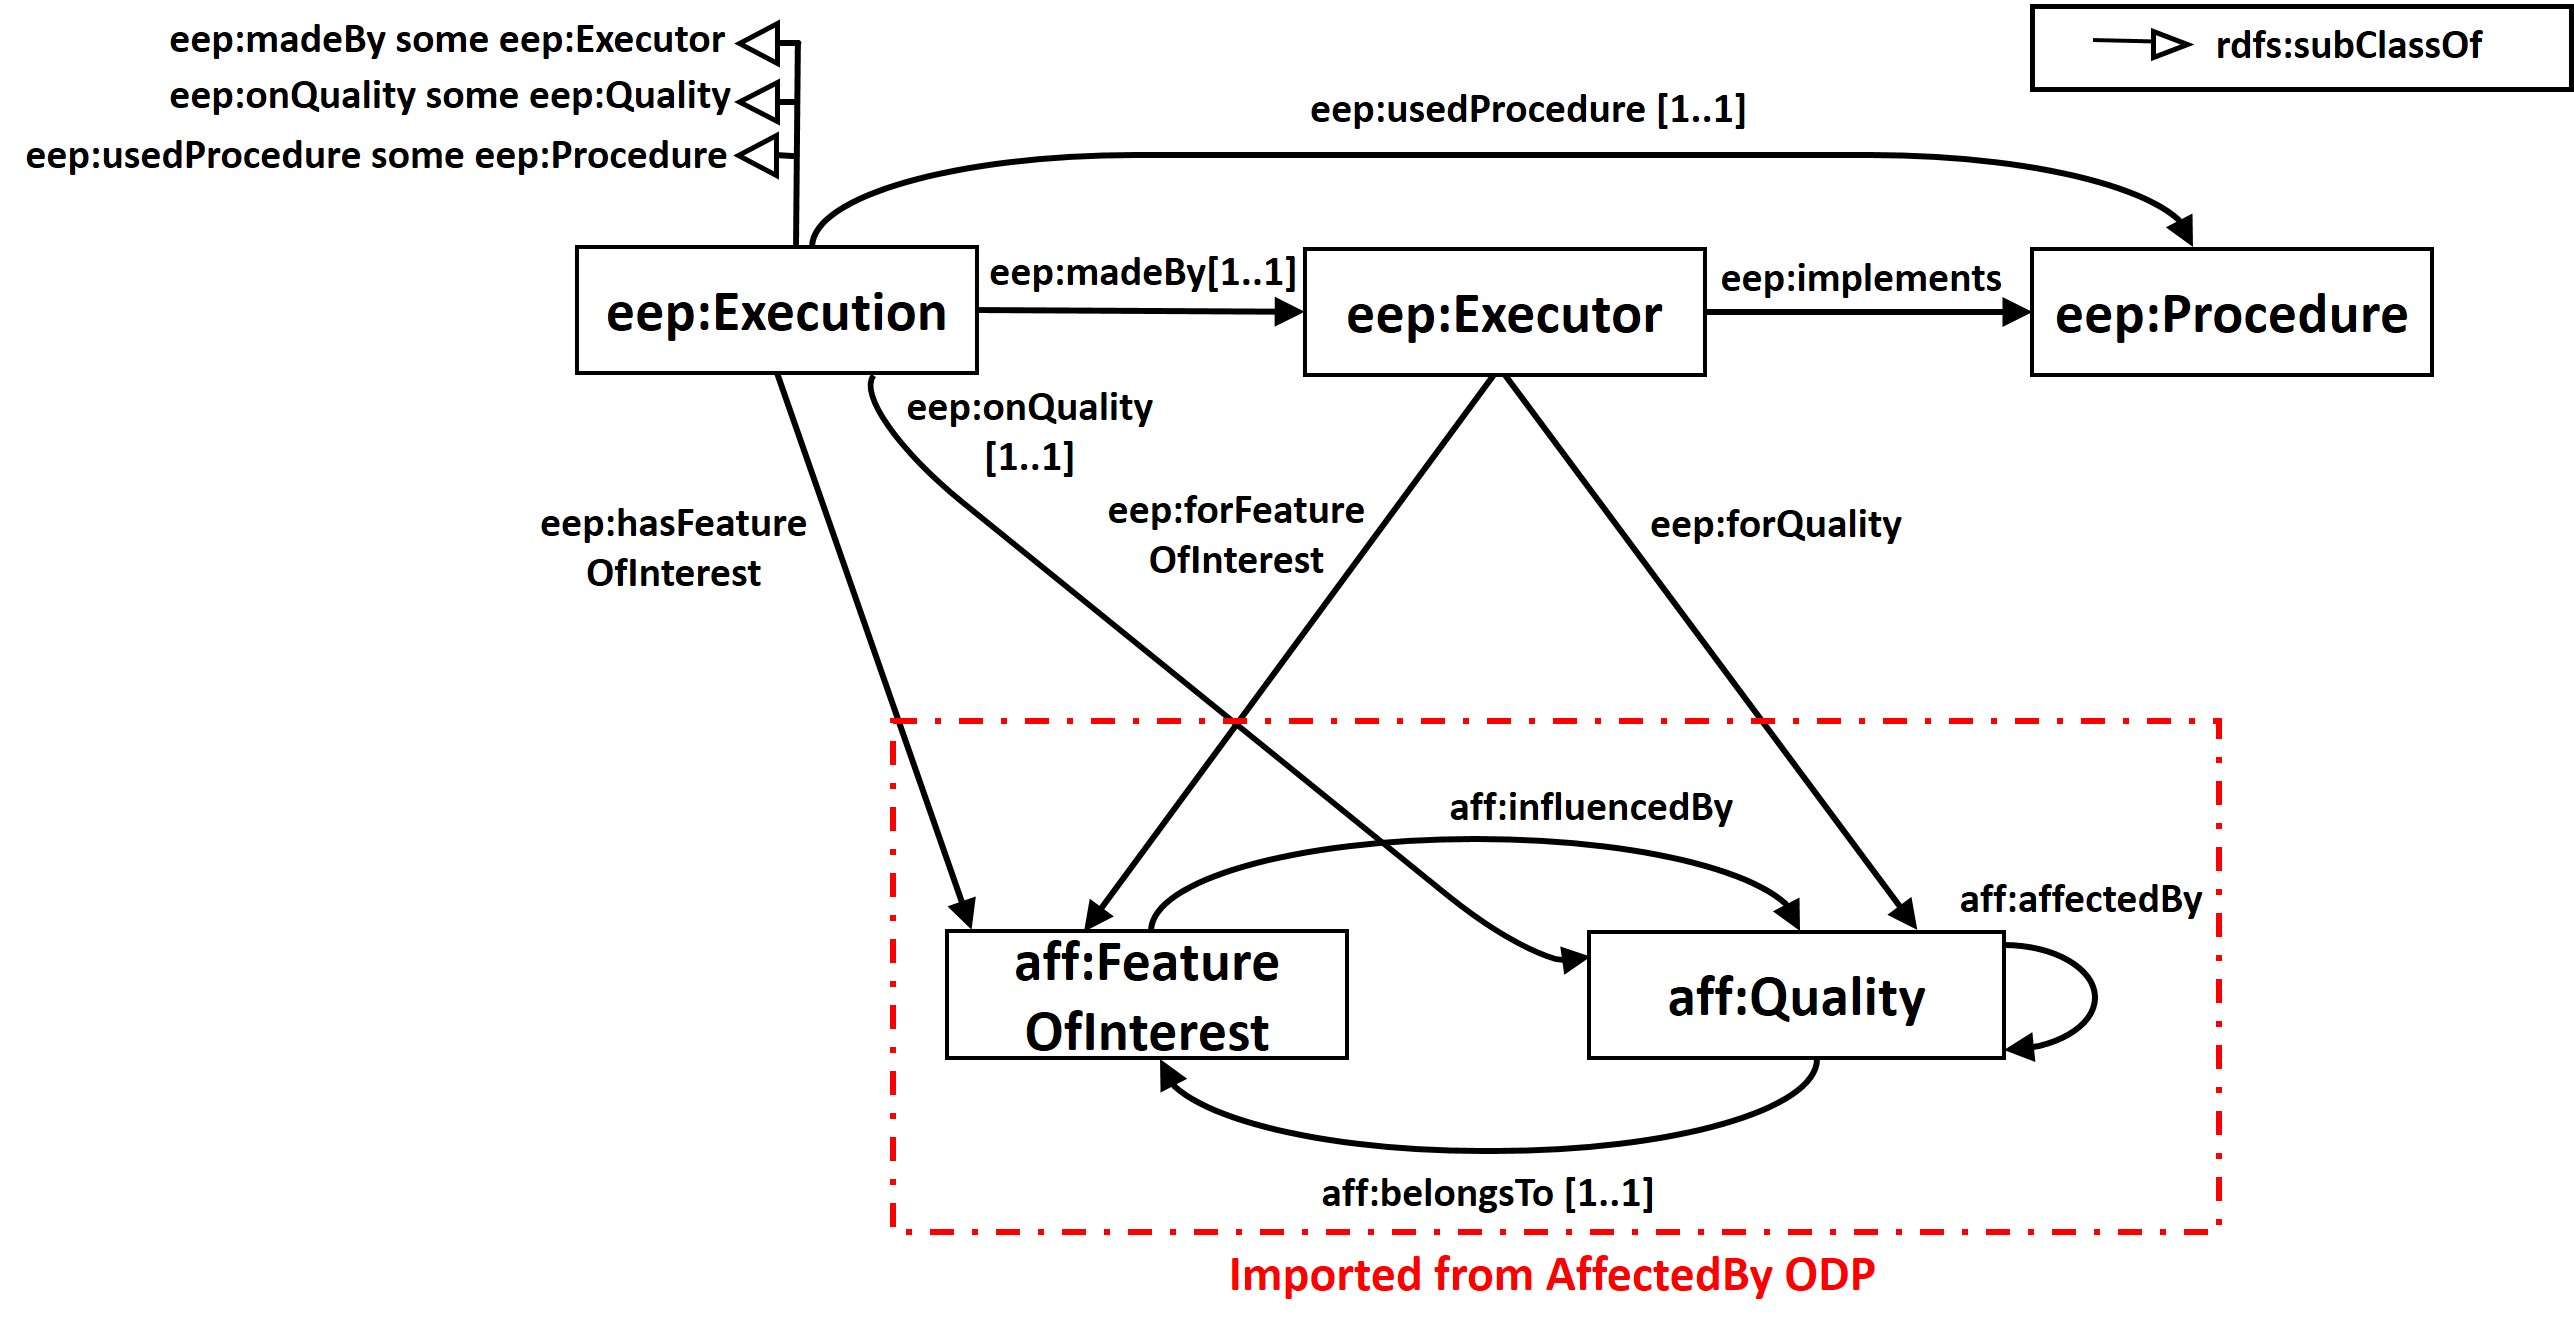 eep:madeBy some eep:Executor
eep:onQuality some eep:Quality
eep:usedProcedure some eep:Procedure
rdfs:subClassOf
eep:usedProcedure [1..1]
eep:Execution
eep:madeBy[1..1]
eep:Executor
eep:implements
eep:Procedure
eep:onQuality
[1..1]
eep:hasFeature
OfInterest
eep:forFeature
OfInterest
eep:forQuality
aff:influencedBy
aff:affectedBy
aff:Feature
OfInterest
aff:Quality
aff:belongsTo [1..1]
Imported from AffectedBy ODP